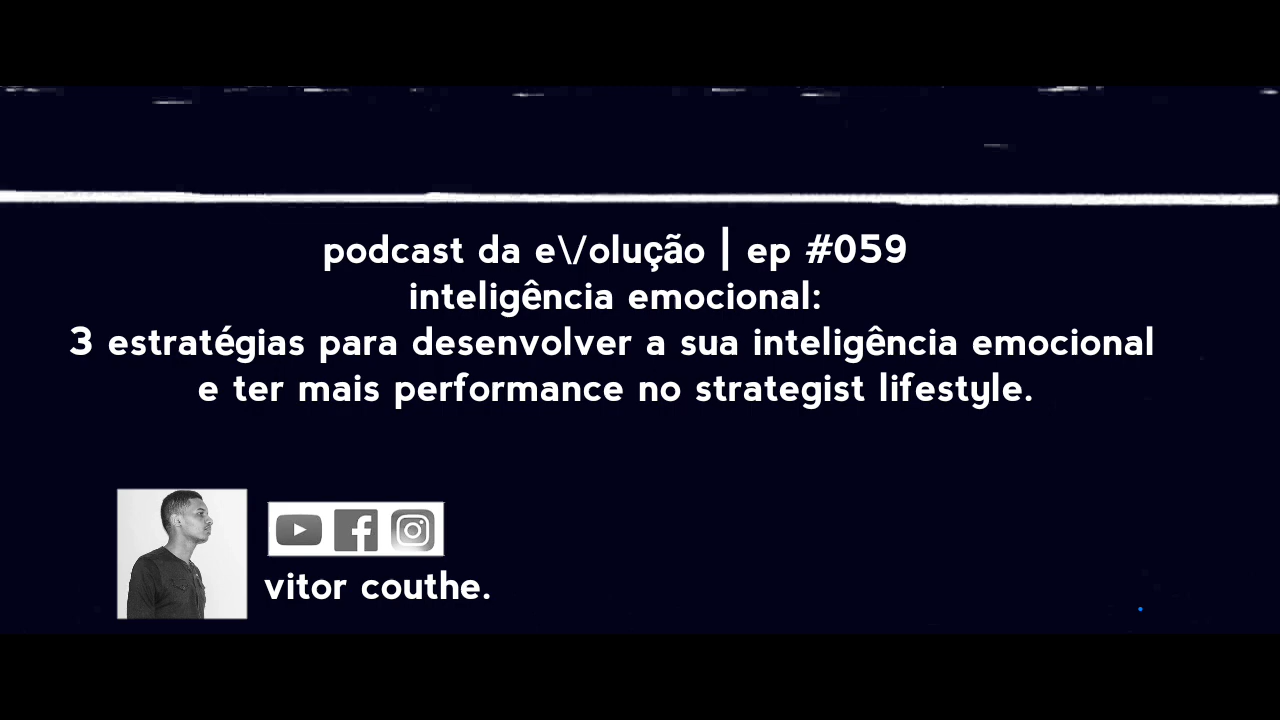 podcast da e\/olução | ep #059
inteligência emocional:
3 estratégias para desenvolver a sua inteligência emocional
e ter mais performance no strategist lifestyle.
vitor couthe.